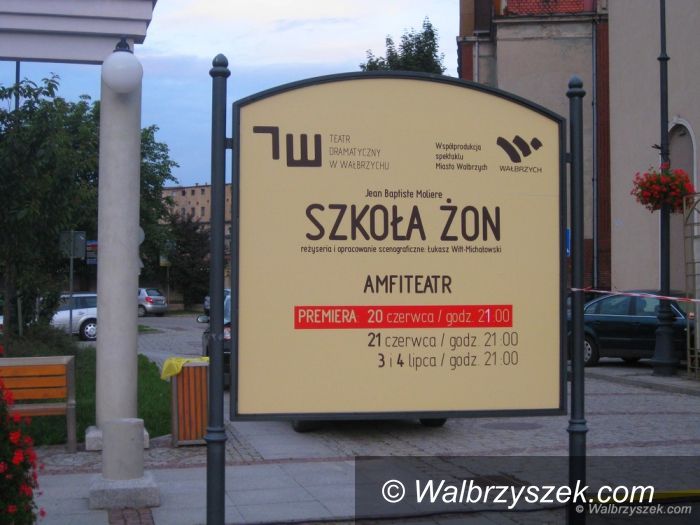 TEATR
DRAMATYCZNY
W WAŁBRZYCHU
Współprodukcja
spektaklu
Miasto Wałbrzych
WAŁBRZYCH
Jean Baptiste Moliere
SZKOŁA ŻON
reżyseria i opracowanie scenograficzne: Łukasz Witt-Michałowski
AMFITEATR
PREMIERA: 20 czerwca / godz. 21:00
21 czerwca / godz. 21:00
3 i 4 lipca / godz. 21:00
© Walbrzyszek.com
© Walbrzyszek.com